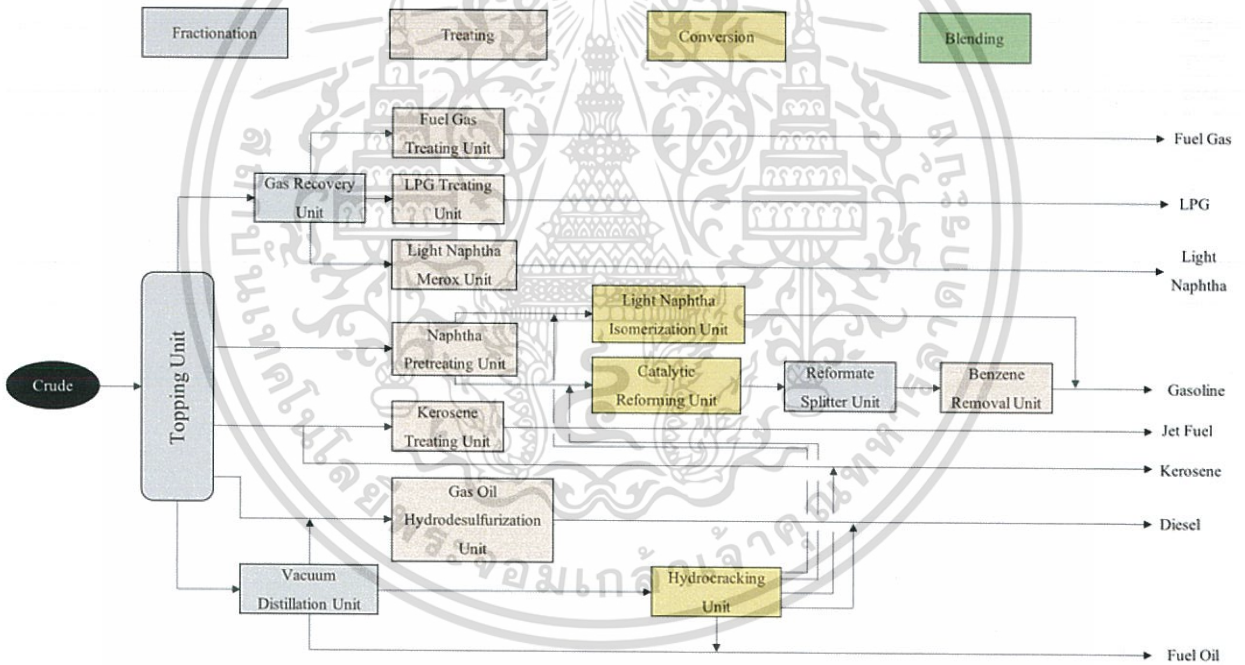 Fractionation
Treating
Conversion
Blending
Fuel Gas
Treating Unit
Fuel Gas
Gas Recovery
Unit
LPG Treating
Unit
LPG
Light Naphtha
Merox Unit
Light
Naphtha
Light Naphtha
Isomerization Unit
Naphtha
Pretreating Unit
Topping Unit
Crude
Catalytic
Reforming Unit
Reformate
Splitter Unit
Benzene
Removal Unit
Gasoline
Kerosene
Treating Unit
Jet Fuel
Kerosene
Gas Oil
Hydrodesulfurization
Unit
Diesel
Vacuum
Distillation Unit
Hydrocracking
Unit
Fuel Oil